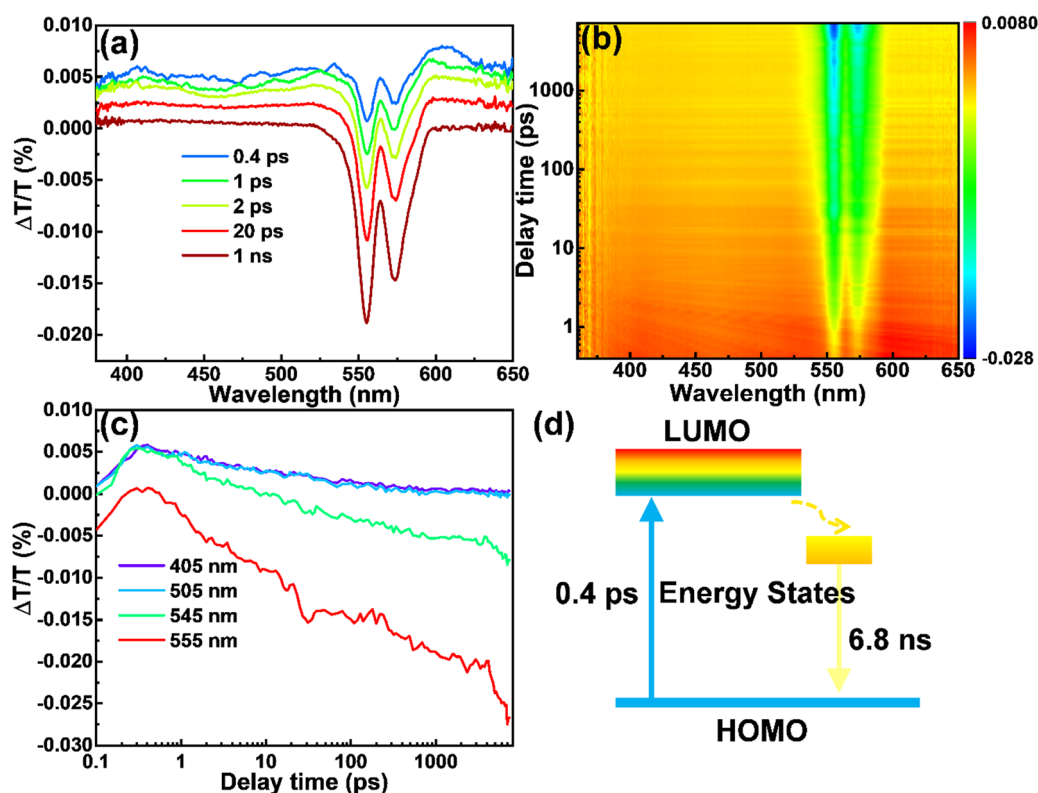 (a)
0.010
0.005
0.000
-0.005
-0.010
-0.015
-0.020
ΔT/T (%)
0.4 ps
1 ps
2 ps
20 ps
1 ns
400 450 500 550 600 650
Wavelength (nm)
(b)
1000
100
10
1
Delay time (ps)
400 450 500 550 600 650
Wavelength (nm)
0.0080
-0.028
(c)
0.010
0.005
0.000
-0.005
-0.010
-0.015
-0.020
-0.025
-0.030
ΔT/T (%)
405 nm
505 nm
545 nm
555 nm
0.1 1 10 100 1000
Delay time (ps)
(d)
LUMO
0.4 ps Energy States
6.8 ns
HOMO